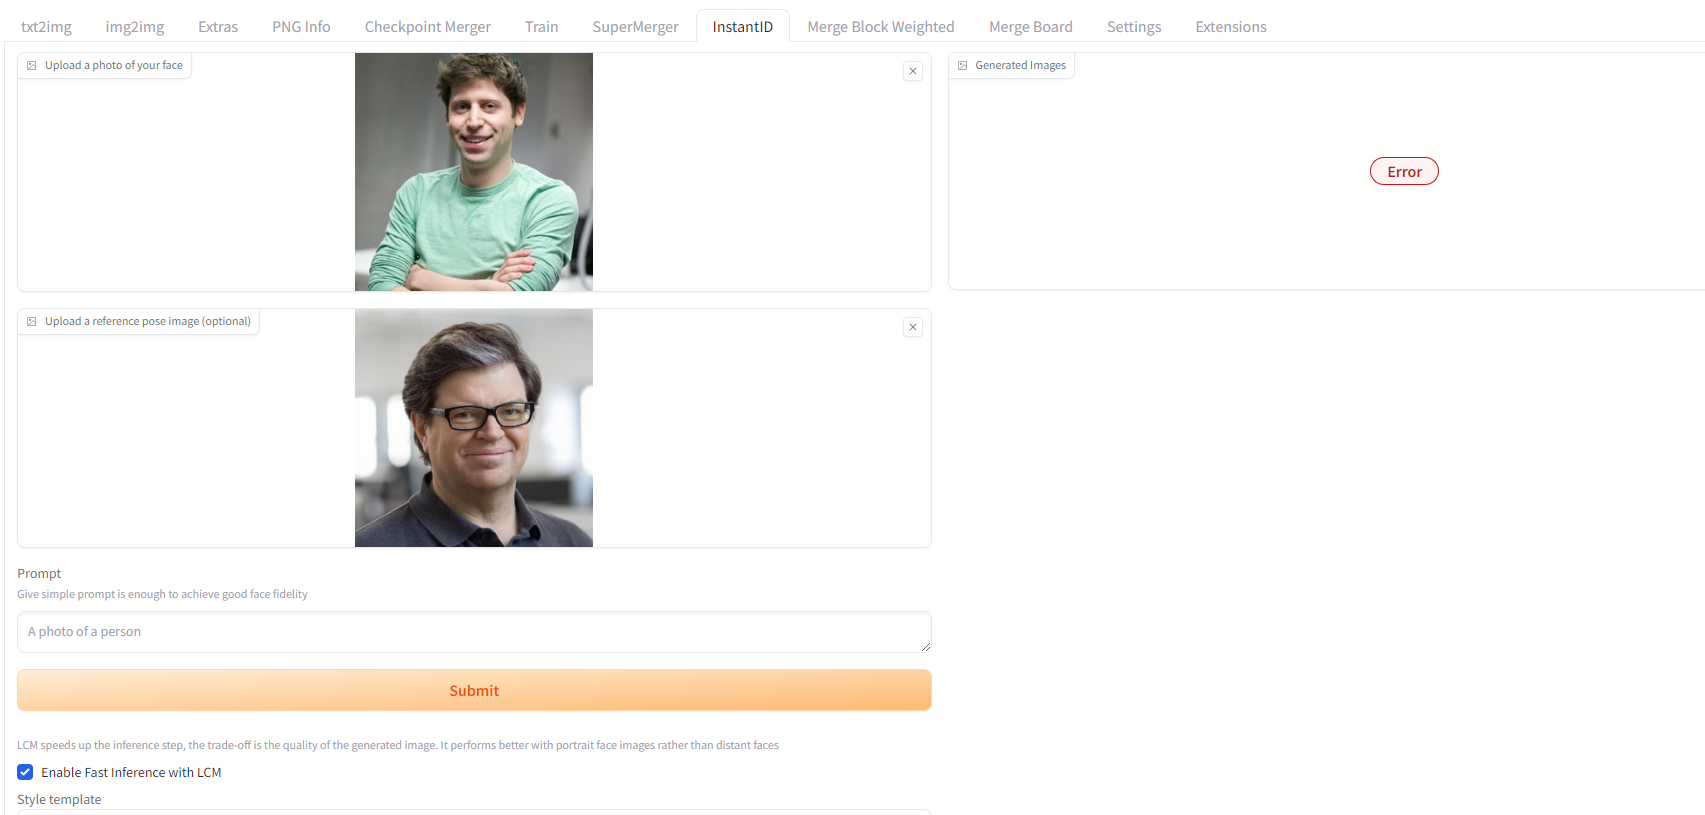 txt2img img2img Extras PNG Info Checkpoint Merger Train SuperMerger InstantID Merge Block Weighted Merge Board Settings Extensions
Upload a photo of your face
Generated Images
Error
Upload a reference pose image (optional)
Prompt
Give simple prompt is enough to achieve good face fidelity
A photo of a person
Submit
LCM speeds up the inference step, the trade-off is the quality of the generated image. It performs better with portrait face images rather than distant faces
Enable Fast Inference with LCM
Style template